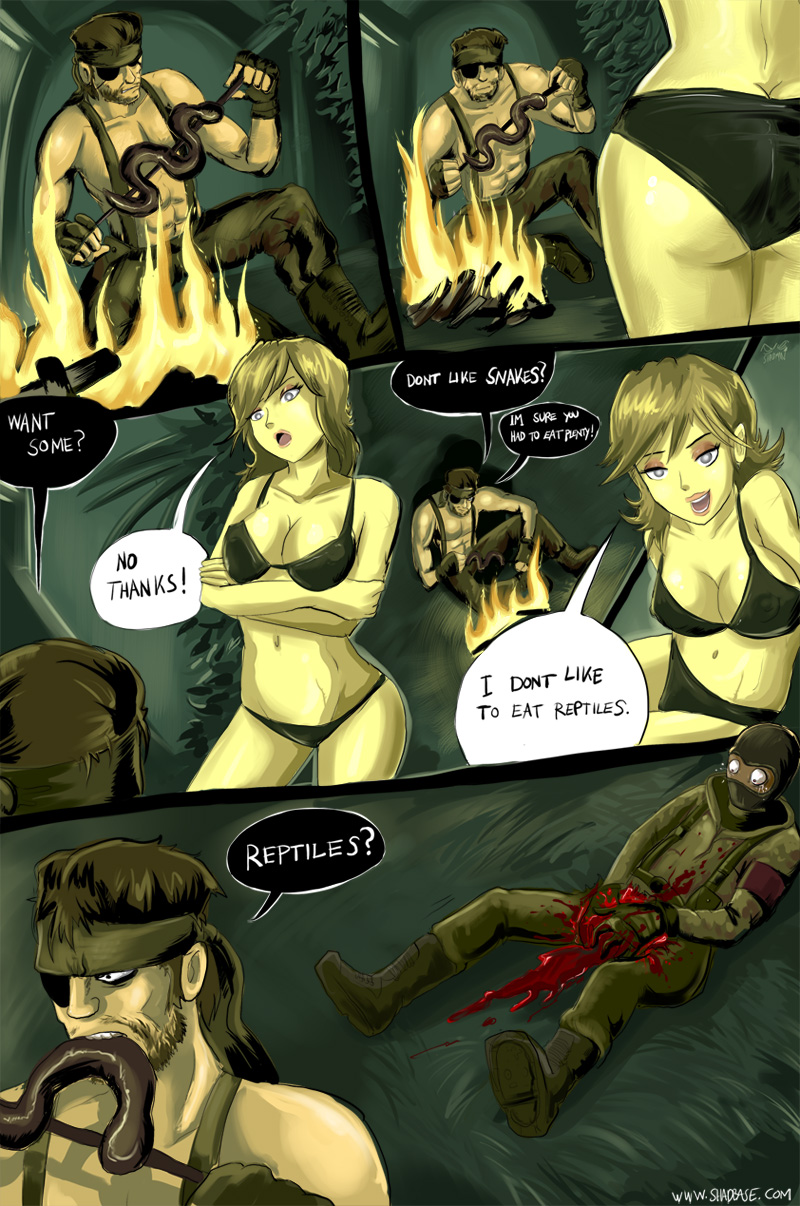 WANT
SOME?
NO
THANKS!
DONT LIKE SNAKES?
IM SURE YOU
HAD TO EAT PLENTY!
I DONT LIKE
TO EAT REPTILES.
REPTILES?
WWW.SHADBASE.COM